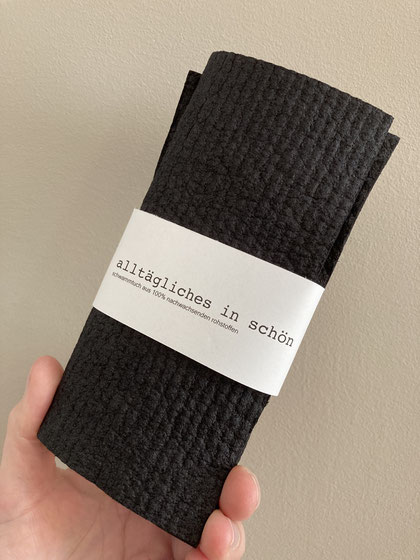 alltägliches in schön
schwammtuch aus 100% nachwachsenden rohstoffen